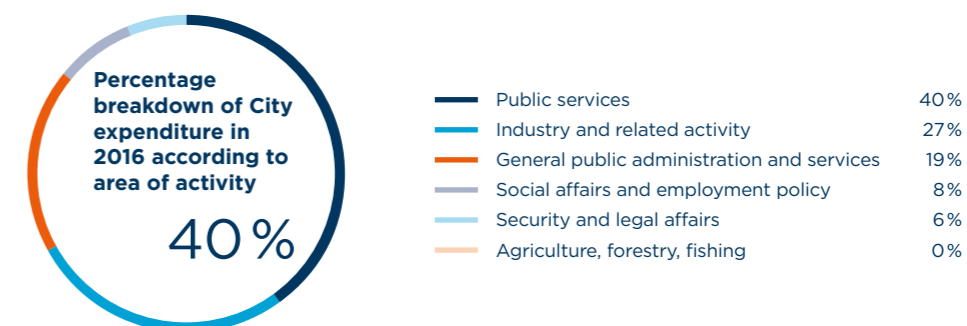 Percentage
breakdown of City
expenditure in
2016 according to
area of activity
40 %
Public services 40 %
Industry and related activity 27 %
General public administration and services 19 %
Social affairs and employment policy 8 %
Security and legal affairs 6 %
Agriculture, forestry, fishing 0 %